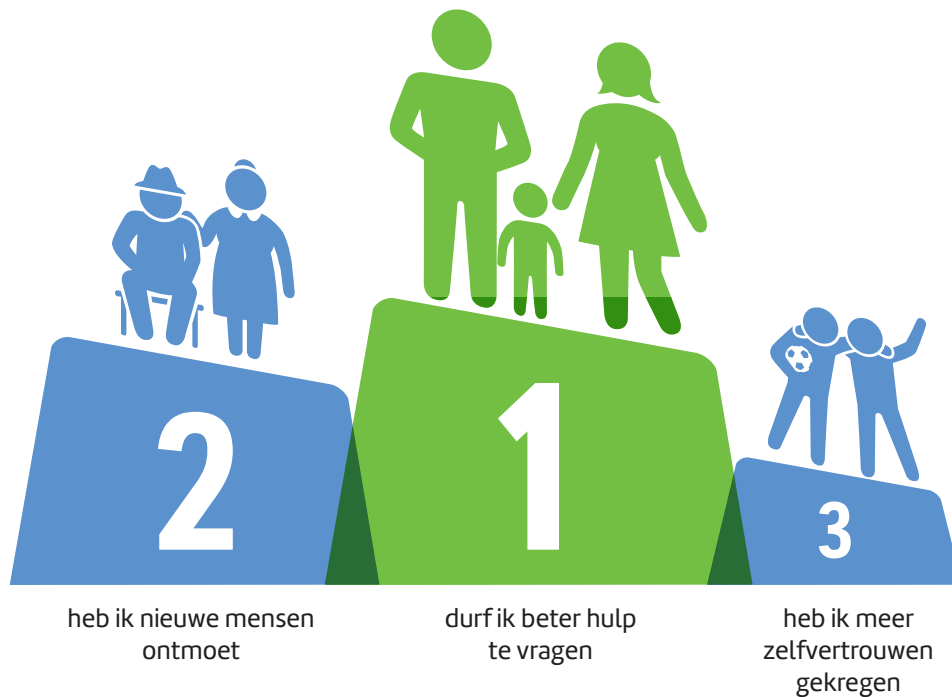 2
1
3
heb ik nieuwe mensen
ontmoet
durf ik beter hulp
te vragen
heb ik meer
zelfvertrouwen
gekregen